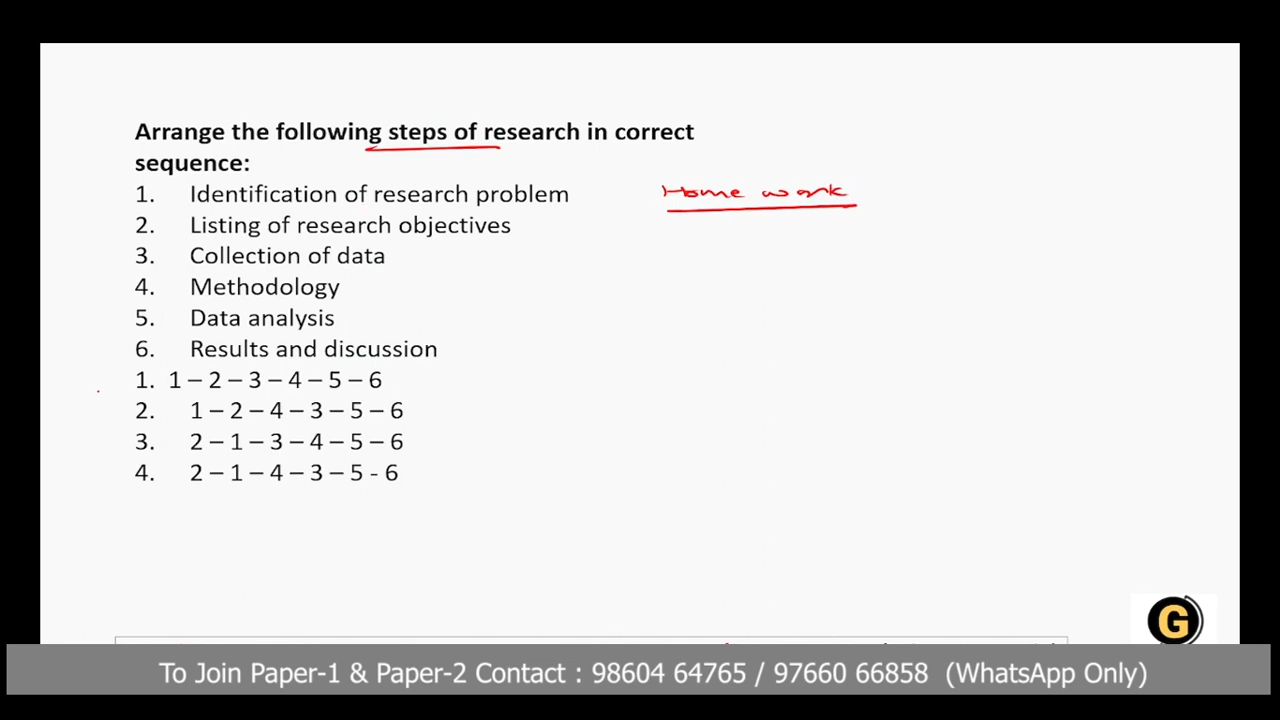 Arrange the following steps of research in correct
sequence:
1. Identification of research problem
Home work
2. Listing of research objectives
3. Collection of data
4. Methodology
5. Data analysis
6. Results and discussion
1. 1 – 2 – 3 – 4 – 5 – 6
2. 1 – 2 – 4 – 3 – 5 – 6
3. 2 – 1 – 3 – 4 – 5 – 6
4. 2 – 1 – 4 – 3 – 5 - 6
G
To Join Paper-1 & Paper-2 Contact : 98604 64765 / 97660 66858 (WhatsApp Only)